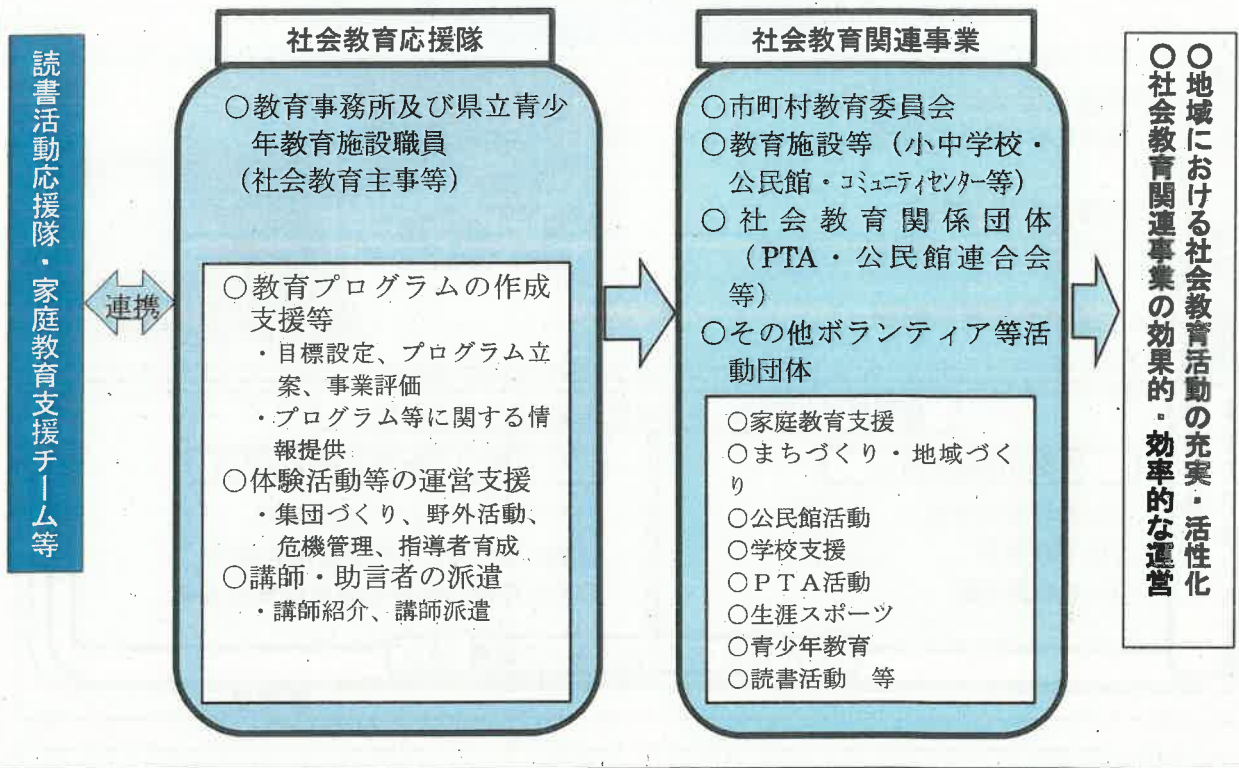 読書活動応援隊・家庭教育支援チーム等
連携
社会教育応援隊
○教育事務所及び県立青少
年教育施設職員
(社会教育主事等)
○教育プログラムの作成
支援等
・目標設定、プログラム立
案、事業評価
・プログラム等に関する情
報提供
○体験活動等の運営支援
・集団づくり、野外活動、
危機管理、指導者育成
○講師・助言者の派遣
・講師紹介、講師派遣
社会教育関連事業
○市町村教育委員会
○教育施設等(小中学校・
公民館・コミュニティセンター等)
○社会教育関係団体
(PTA・公民館連合会
等)
○その他ボランティア等活
動団体
○家庭教育支援
○まちづくり・地域づく
り
○公民館活動
○学校支援
○PTA活動
○生涯スポーツ
○青少年教育
○読書活動 等
○地域における社会教育活動の充実・活性化
○社会教育関連事業の効果的・効率的な運営